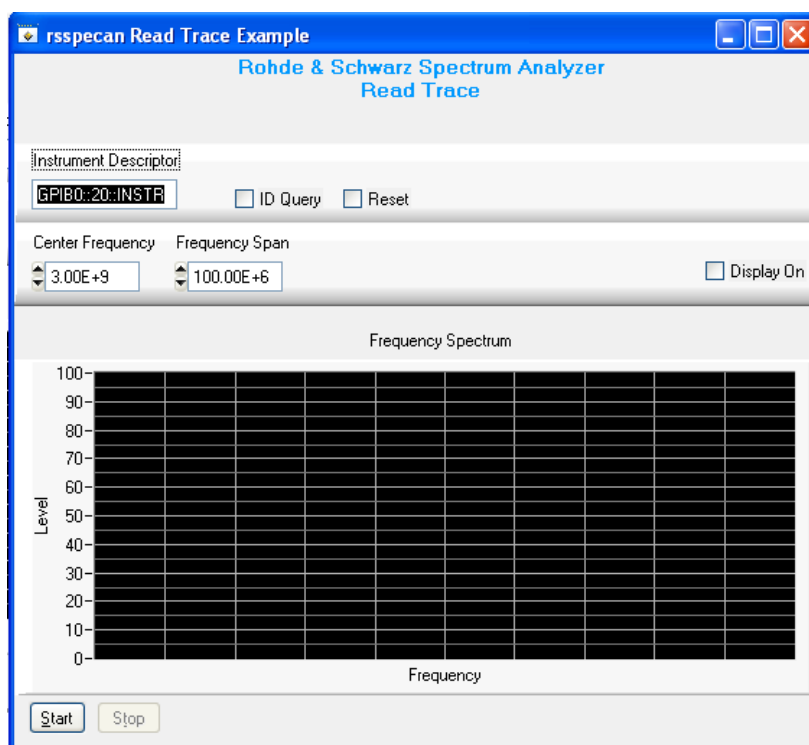 rsspecan Read Trace Example
Rohde & Schwarz Spectrum Analyzer
Read Trace
Instrument Descriptor
GPIB0::20::INSTR
ID Query
Reset
Center Frequency
Frequency Span
3.00E+9
100.00E+6
Display On
Frequency Spectrum
100
90
80
70
60
50
40
30
20
10
0
Level
Frequency
Start
Stop